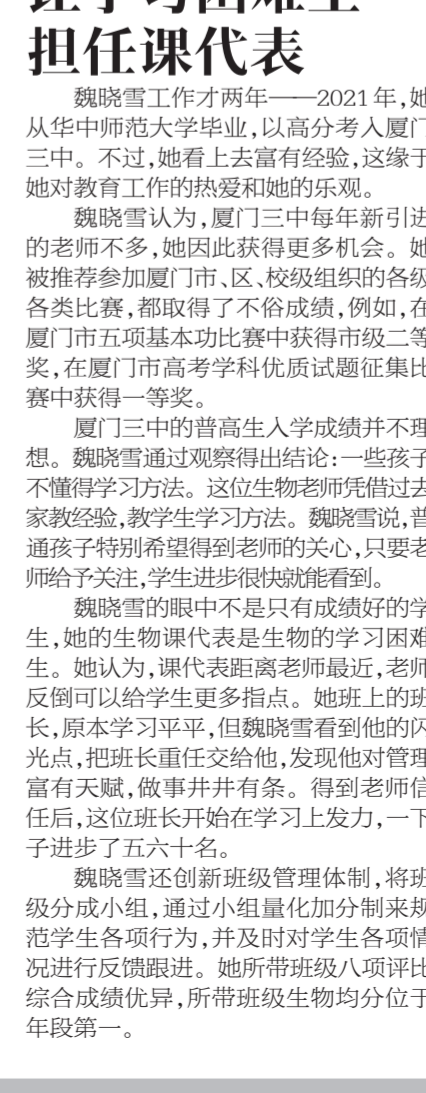 让学习困难生
担任课代表
魏晓雪工作才两年——2021年,她
从华中师范大学毕业,以高分考入厦门
三中。不过,她看上去富有经验,这缘于
她对教育工作的热爱和她的乐观。
魏晓雪认为,厦门三中每年新引进
的老师不多,她因此获得更多机会。她
被推荐参加厦门市、区、校级组织的各级
各类比赛,都取得了不俗成绩,例如,在
厦门市五项基本功比赛中获得市级二等
奖,在厦门市高考学科优质试题征集比
赛中获得一等奖。
厦门三中的普高生入学成绩并不理
想。魏晓雪通过观察得出结论:一些孩子
不懂得学习方法。这位生物老师凭借过去
家教经验,教学生学习方法。魏晓雪说,普
通孩子特别希望得到老师的关心,只要老
师给予关注,学生进步很快就能看到。
魏晓雪的眼中不是只有成绩好的学
生,她的生物课代表是生物的学习困难
生。她认为,课代表距离老师最近,老师
反倒可以给学生更多指点。她班上的班
长,原本学习平平,但魏晓雪看到他的闪
光点,把班长重任交给他,发现他对管理
富有天赋,做事井井有条。得到老师信
任后,这位班长开始在学习上发力,一下
子进步了五六十名。
魏晓雪还创新班级管理体制,将班
级分成小组,通过小组量化加分制来规
范学生各项行为,并及时对学生各项情
况进行反馈跟进。她所带班级八项评比
综合成绩优异,所带班级生物均分位于
年段第一。